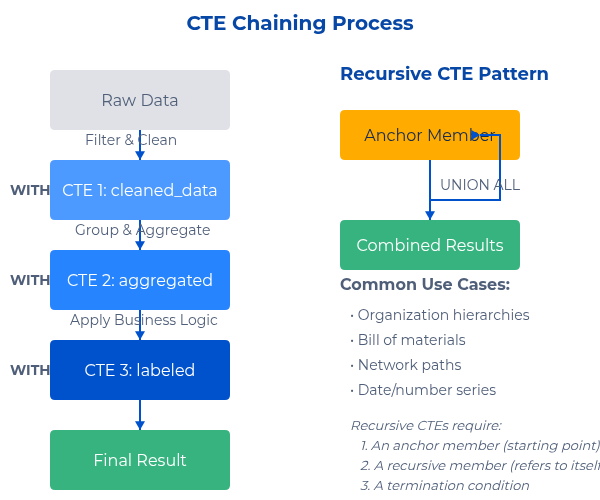 CTE Chaining Process
Raw Data
Filter & Clean
WITH
CTE 1: cleaned_data
Group & Aggregate
WITH
CTE 2: aggregated
Apply Business Logic
WITH
CTE 3: labeled
Final Result
Recursive CTE Pattern
Anchor Member
UNION ALL
Combined Results
Common Use Cases:
• Organization hierarchies
• Bill of materials
• Network paths
• Date/number series
Recursive CTEs require:
1. An anchor member (starting point)
2. A recursive member (refers to itself
3. A termination condition